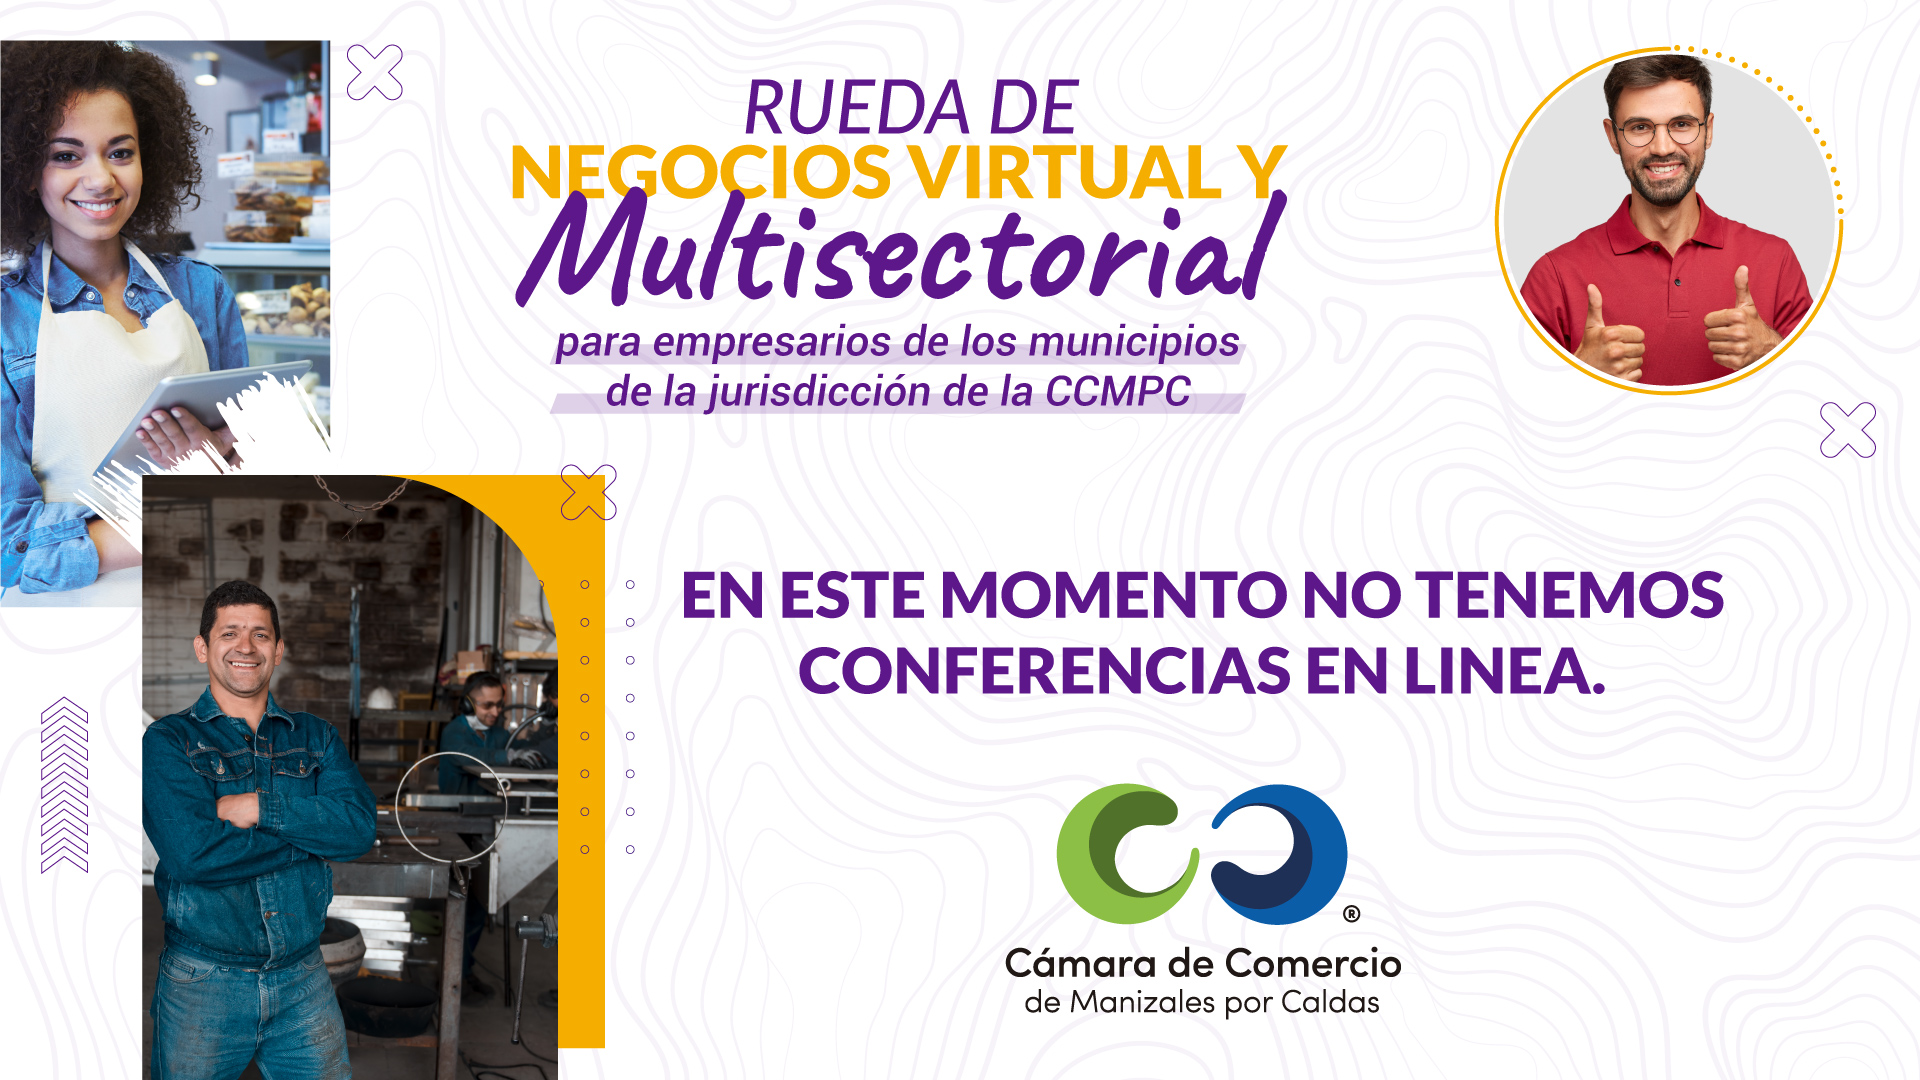 RUEDA DE
NEGOCIOS VIRTUAL Y
Multisectorial
para empresarios de los municipios
de la jurisdicción de la CCMPC
EN ESTE MOMENTO NO TENEMOS
CONFERENCIAS EN LINEA.
®
Cámara de Comercio
de Manizales por Caldas